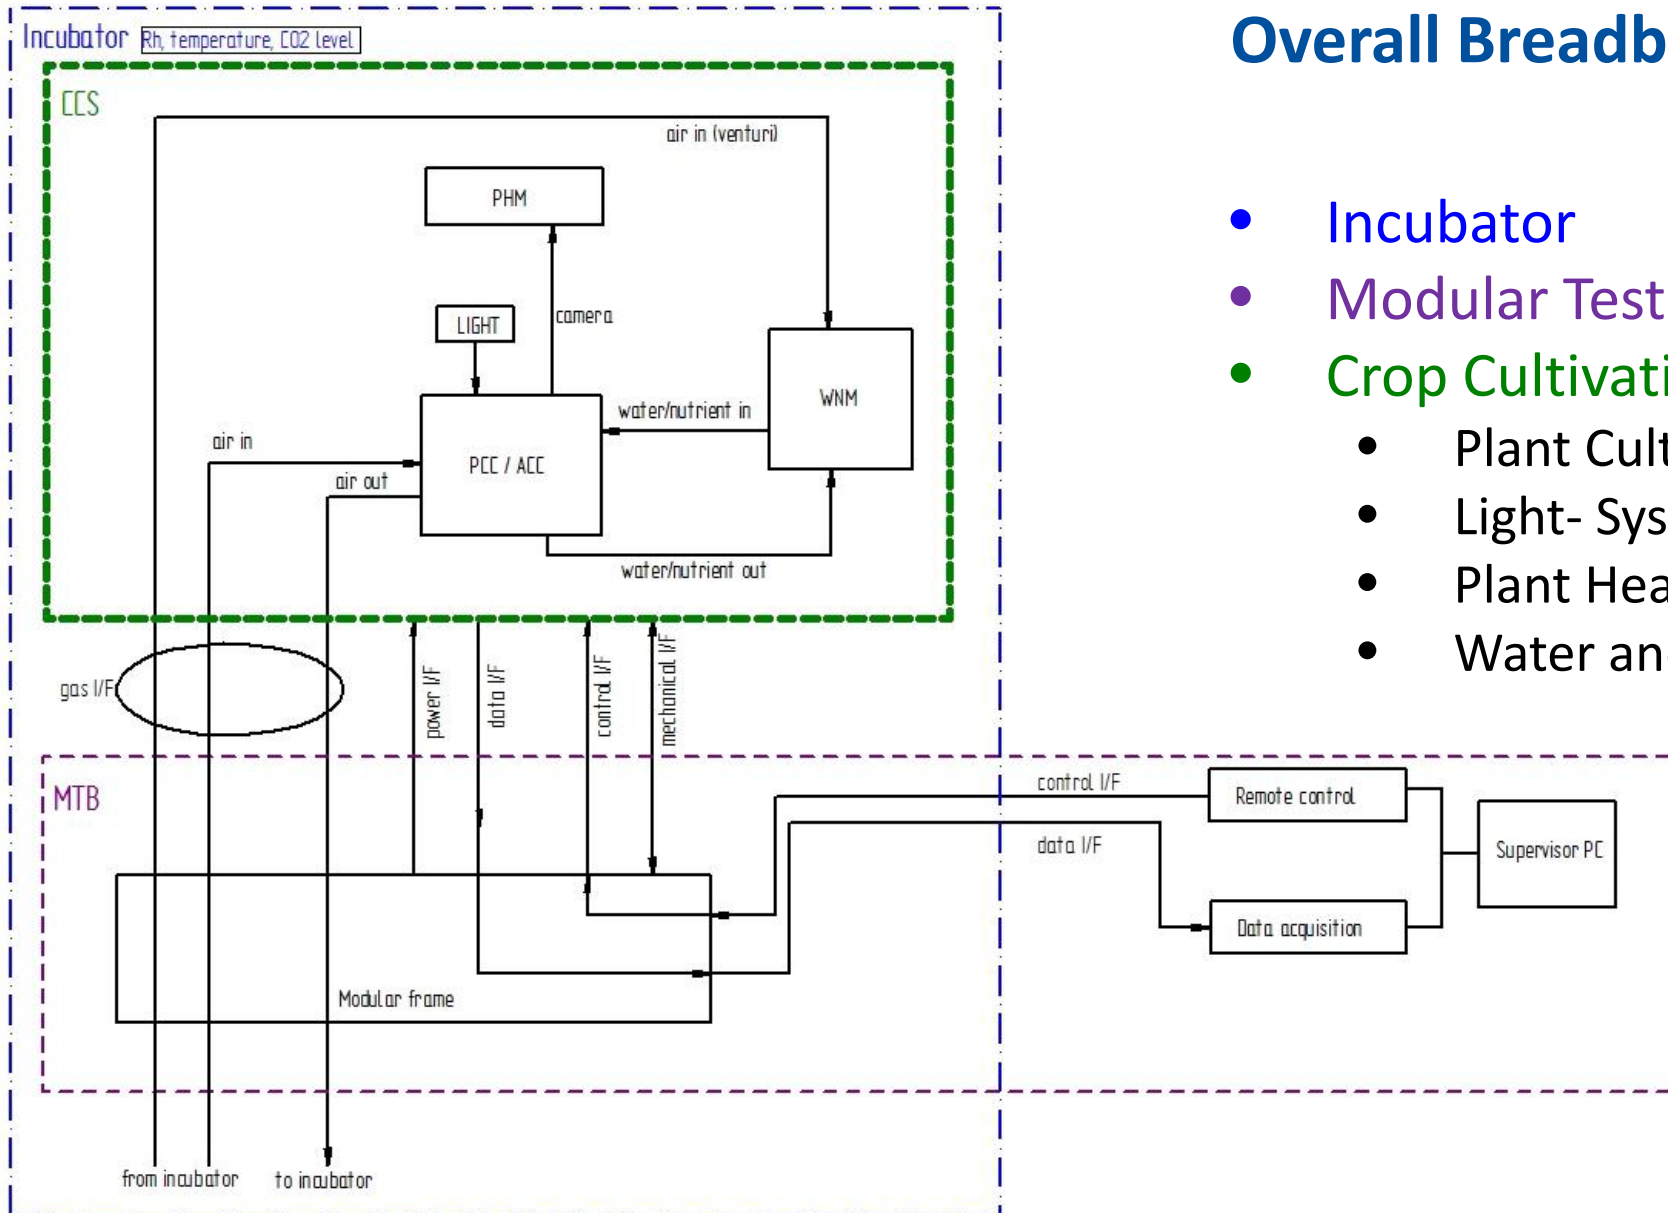 Incubator Rh, temperature, CO2 level
CCS
air in (venturi)
PHM
LIGHT
camera
WNM
water/nutrient in
air in
PCC / ACC
air out
water/nutrient out
gas I/F
power I/F
data I/F
control I/F
mechanical I/F
MTB
control I/F
Remote control
data I/F
Supervisor PC
Data acquisition
Modular frame
from incubator
to incubator
Overall Breadb
• Incubator
• Modular Test
• Crop Cultivati
• Plant Cult
• Light- Sys
• Plant Hea
• Water an